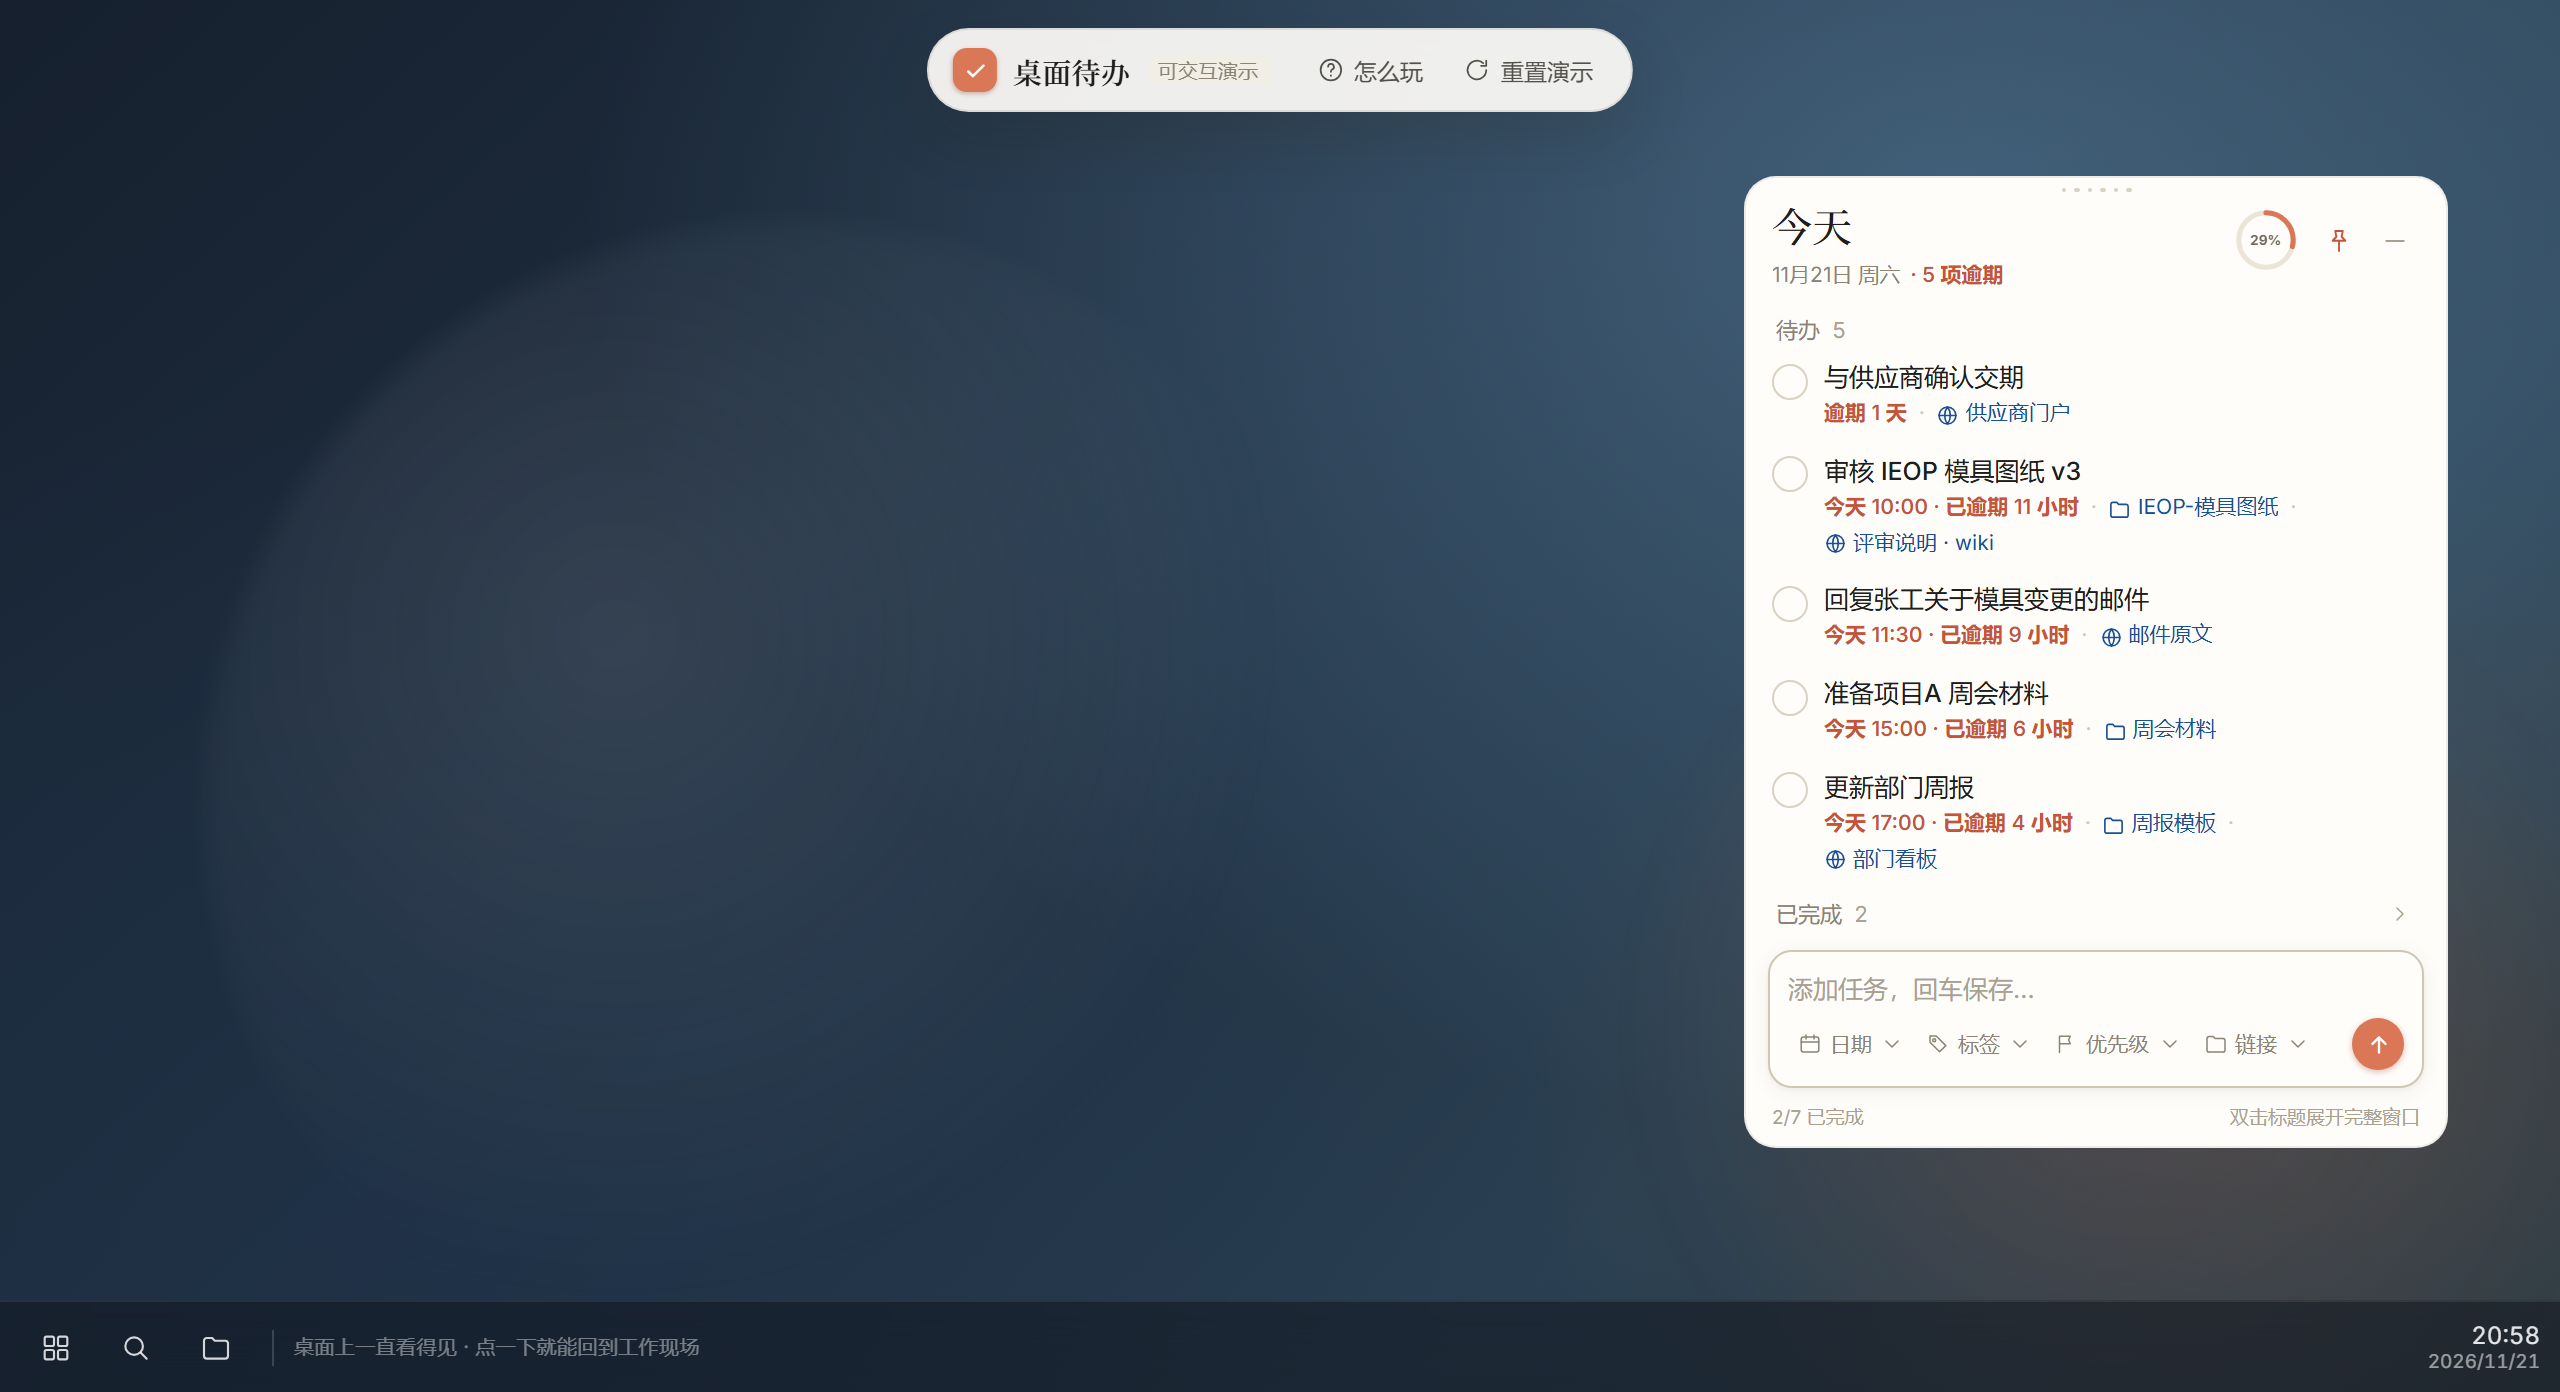 桌面待办 可交互演示 怎么玩 重置演示
今天
29%
11月21日 周六 · 5 项逾期
待办 5
与供应商确认交期
逾期 1 天 · 供应商门户
审核 IEOP 模具图纸 v3
今天 10:00 · 已逾期 11 小时 · IEOP-模具图纸 ·
评审说明 · wiki
回复张工关于模具变更的邮件
今天 11:30 · 已逾期 9 小时 · 邮件原文
准备项目A 周会材料
今天 15:00 · 已逾期 6 小时 · 周会材料
更新部门周报
今天 17:00 · 已逾期 4 小时 · 周报模板 ·
部门看板
已完成 2
添加任务，回车保存...
日期 标签 优先级 链接
2/7 已完成 双击标题展开完整窗口
桌面上一直看得见 · 点一下就能回到工作现场
20:58
2026/11/21